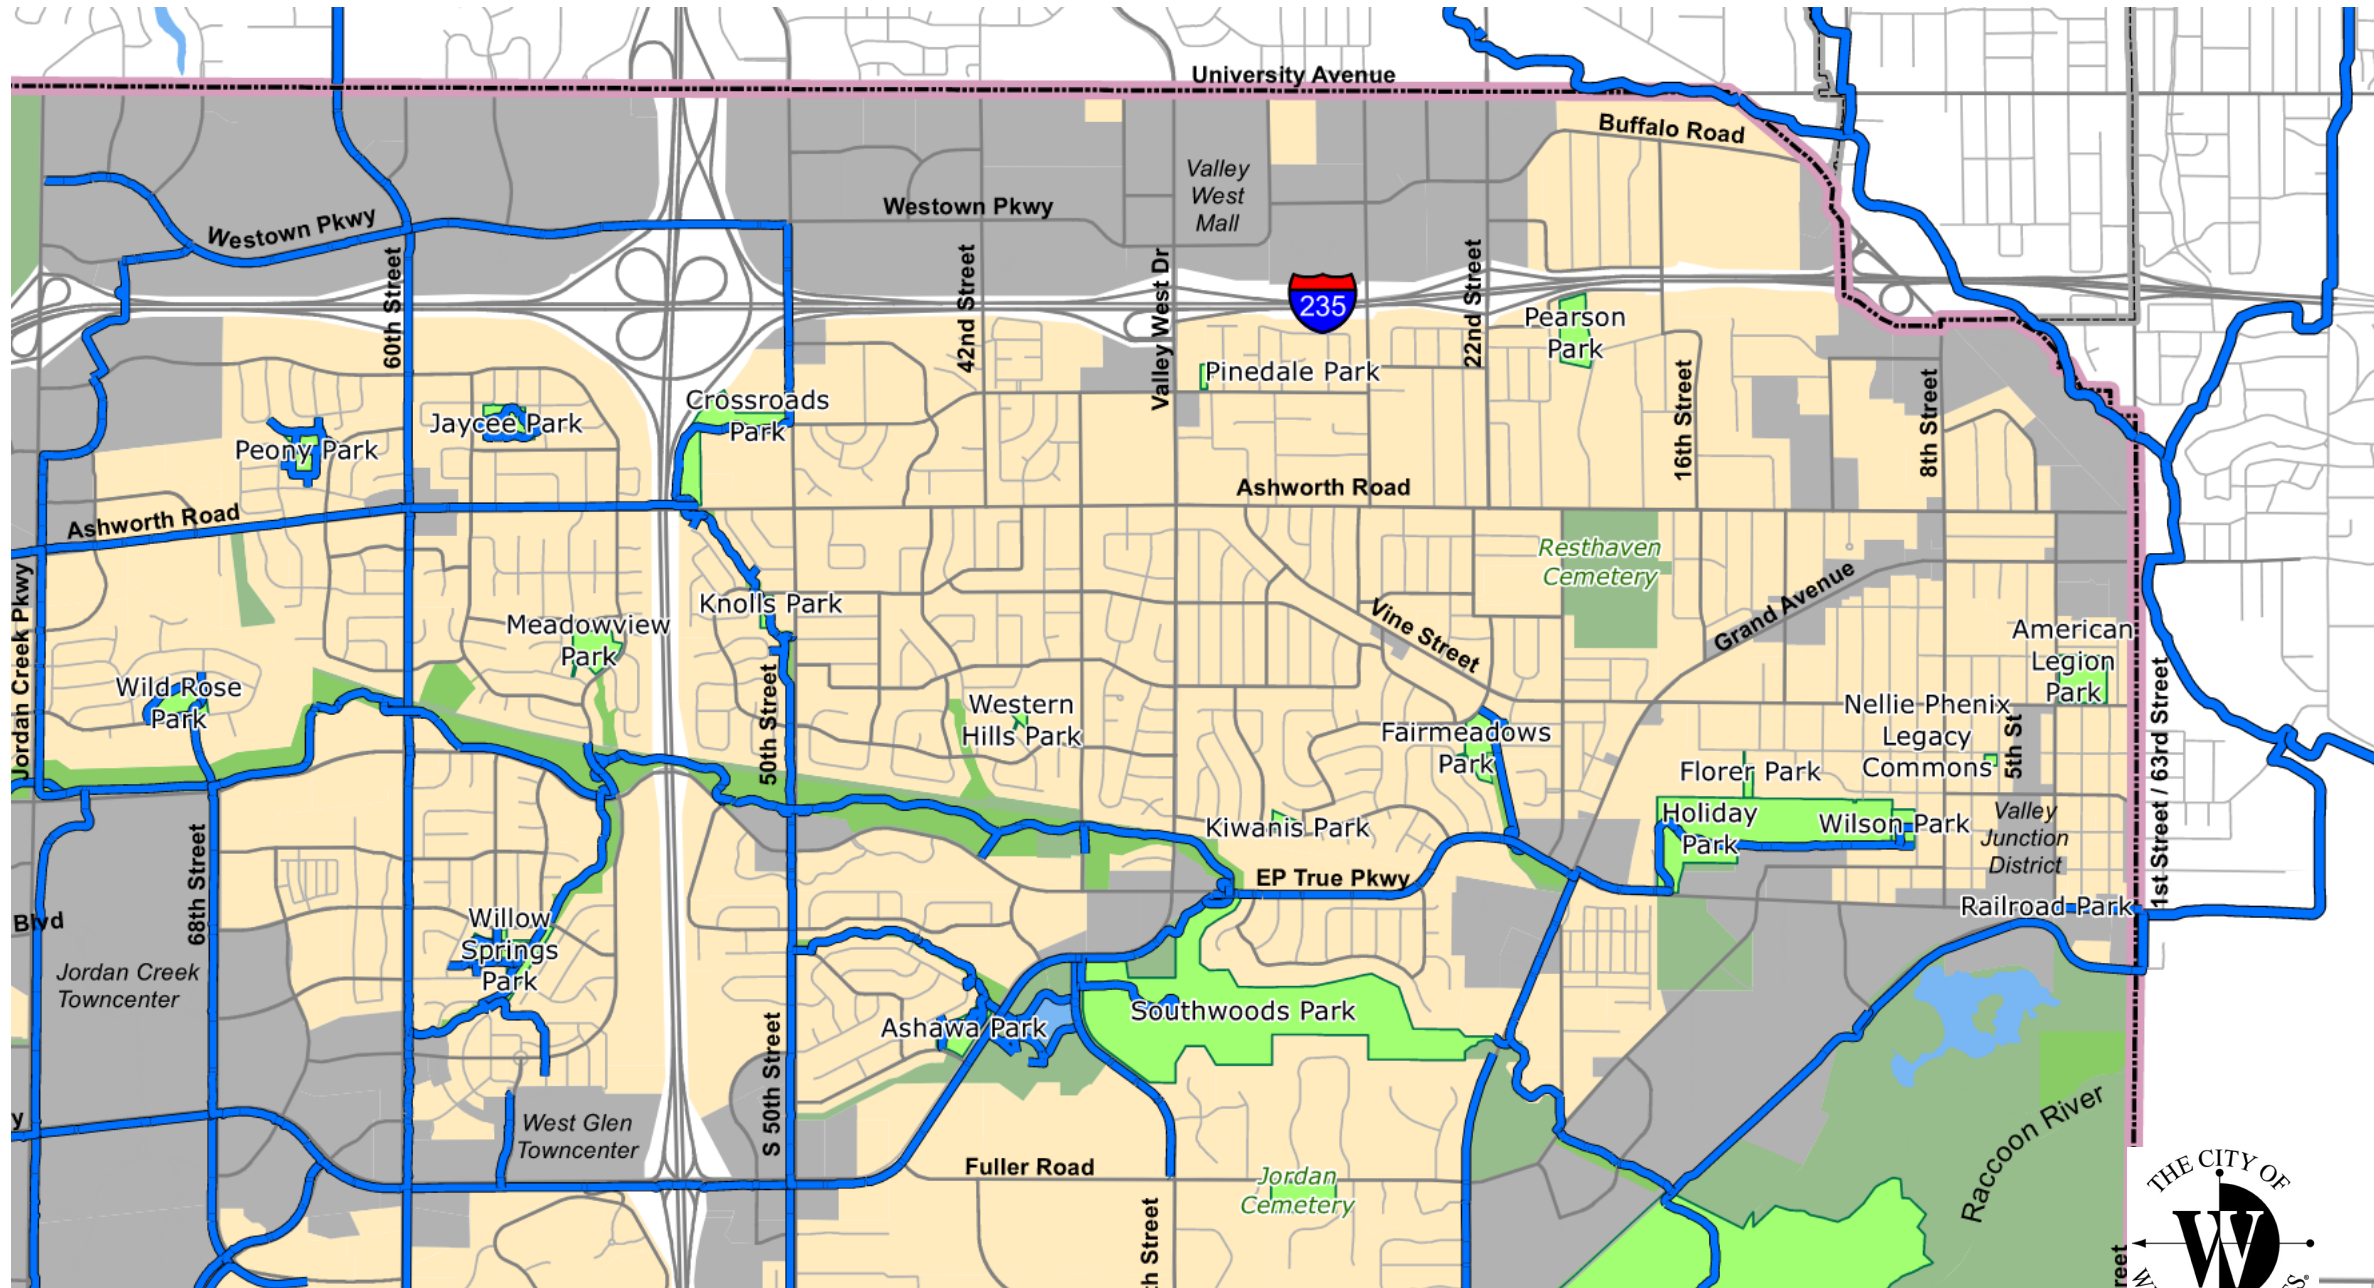 University Avenue
Buffalo Road
Valley
West
Mall
Westown Pkwy
Westown Pkwy
60th Street
42nd Street
Valley West Dr
235
22nd Street
Pearson
Park
Pinedale Park
16th Street
8th Street
Crossroads
Park
Jaycee Park
Peony Park
Ashworth Road
Ashworth Road
Resthaven
Cemetery
Jordan Creek Pkwy
Knolls Park
Meadowview
Park
Vine Street
Grand Avenue
American
Legion
Park
Wild Rose
Park
50th Street
Western
Hills Park
Fairmeadows
Park
Nellie Phenix
Legacy
Commons
5th St
1st Street / 63rd Street
Florer Park
Holiday
Park
Wilson Park
Valley
Junction
District
Kiwanis Park
EP True Pkwy
68th Street
Blvd
Willow
Springs
Park
Railroad Park
Jordan Creek
Towncenter
Southwoods Park
Ashawa Park
S 50th Street
West Glen
Towncenter
y
Fuller Road
Jordan
Cemetery
Raccoon River
h Street
reet
THE CITY OF
W